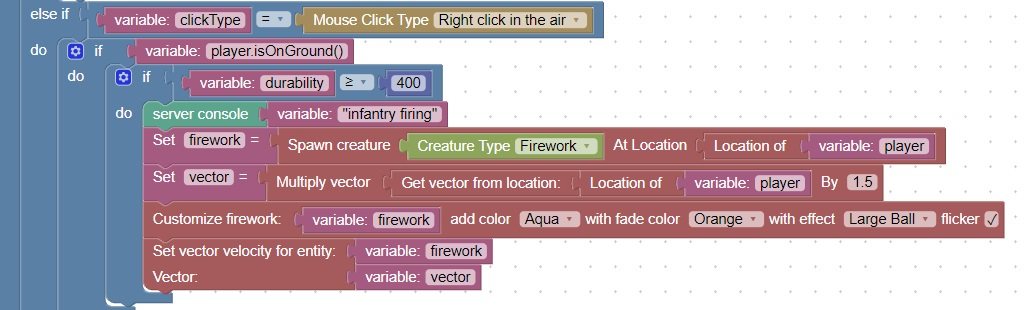 else if variable: clickType = Mouse Click Type Right click in the air
do if variable: player.isOnGround()
do if variable: durability ≥ 400
do server console variable: "infantry firing"
Set firework = Spawn creature Creature Type Firework At Location Location of variable: player
Set vector = Multiply vector Get vector from location: Location of variable: player By 1.5
Customize firework: variable: firework add color Aqua with fade color Orange with effect Large Ball flicker ✓
Set vector velocity for entity: variable: firework
Vector: variable: vector